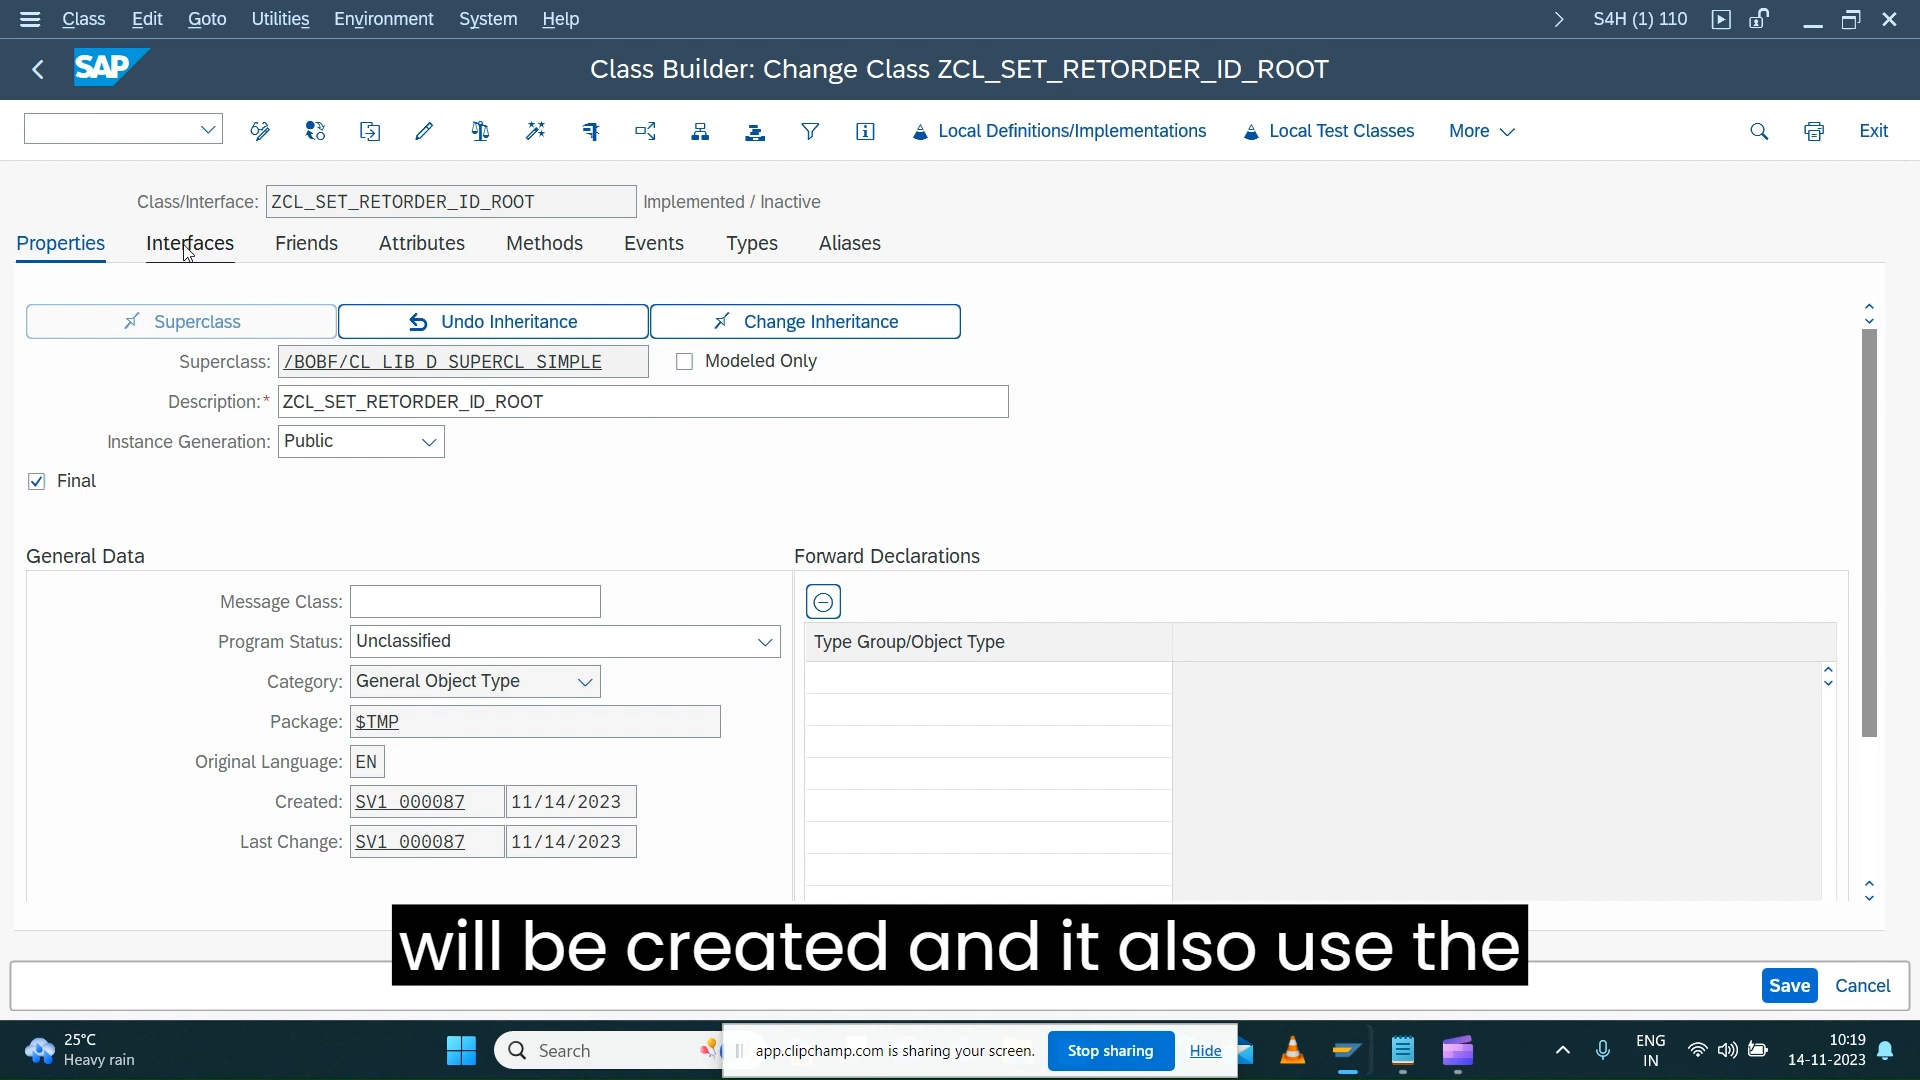 Class Edit Goto Utilities Environment System Help S4H (1) 110
SAP Class Builder: Change Class ZCL_SET_RETORDER_ID_ROOT
Local Definitions/Implementations Local Test Classes More Exit
Class/Interface: ZCL_SET_RETORDER_ID_ROOT Implemented / Inactive
Properties Interfaces Friends Attributes Methods Events Types Aliases
Superclass Undo Inheritance Change Inheritance
Superclass: /BOBF/CL_LIB_D_SUPERCL_SIMPLE Modeled Only
Description:* ZCL_SET_RETORDER_ID_ROOT
Instance Generation: Public
Final
General Data Forward Declarations
Message Class:
Program Status: Unclassified Type Group/Object Type
Category: General Object Type
Package: $TMP
Original Language: EN
Created: SV1_000087 11/14/2023
Last Change: SV1_000087 11/14/2023
will be created and it also use the
Save Cancel
25°C
Heavy rain
Search
app.clipchamp.com is sharing your screen. Stop sharing Hide
ENG
IN
10:19
14-11-2023